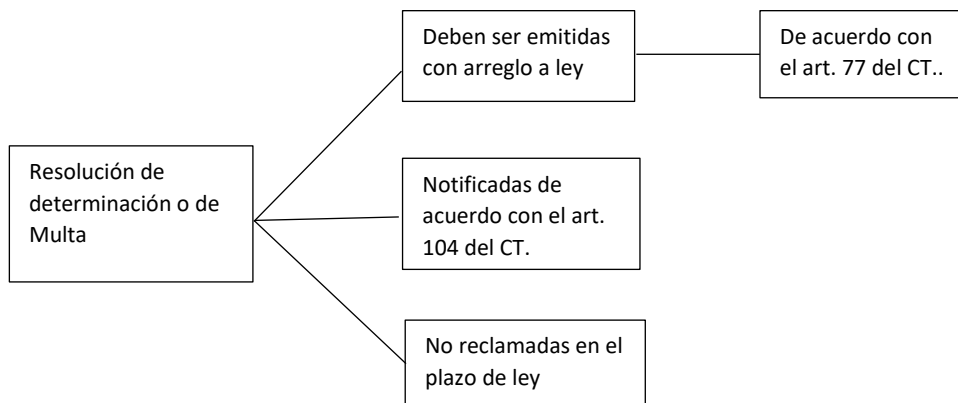 Deben ser emitidas
con arreglo a ley
De acuerdo con
el art. 77 del CT..
Resolución de
determinación o de
Multa
Notificadas de
acuerdo con el art.
104 del CT.
No reclamadas en el
plazo de ley